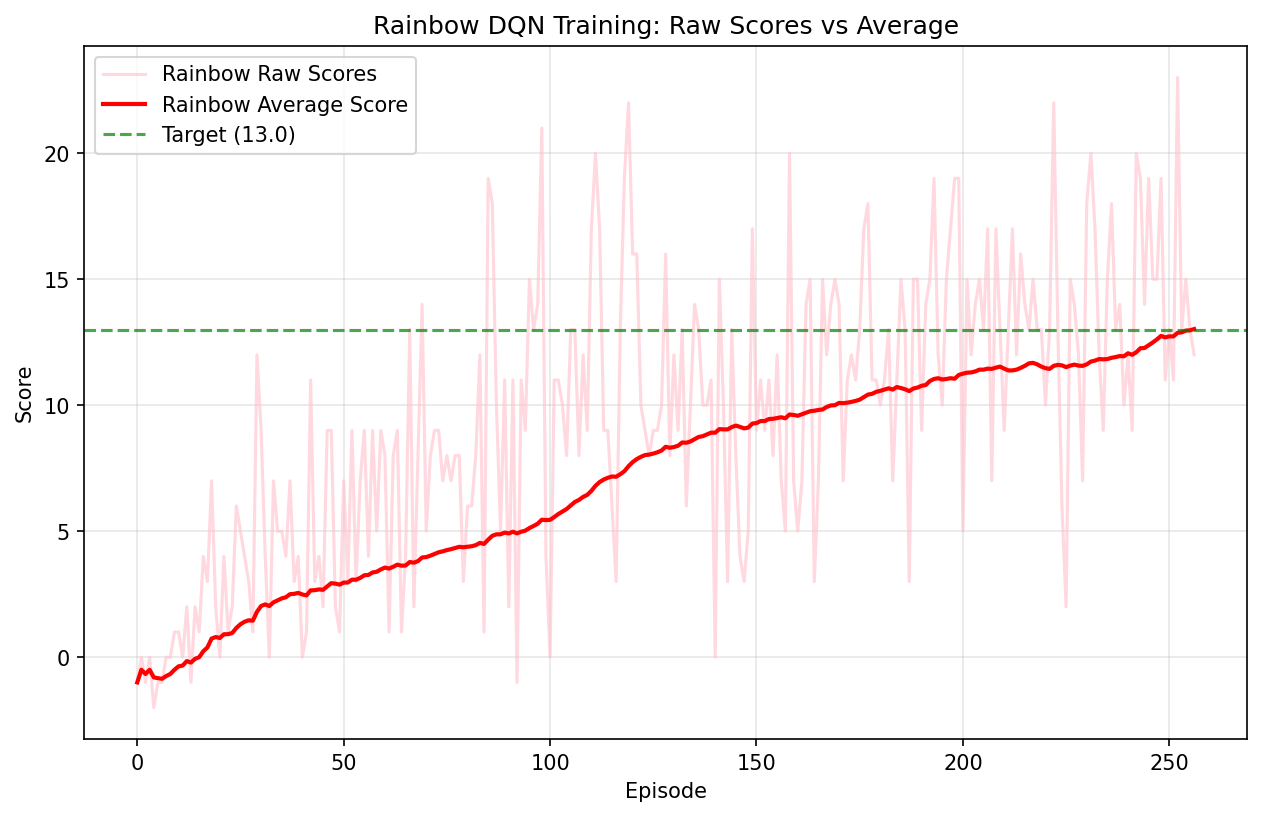 Rainbow DQN Training: Raw Scores vs Average
Rainbow Raw Scores
Rainbow Average Score
Target (13.0)
Score
20
15
10
5
0
0 50 100 150 200 250
Episode